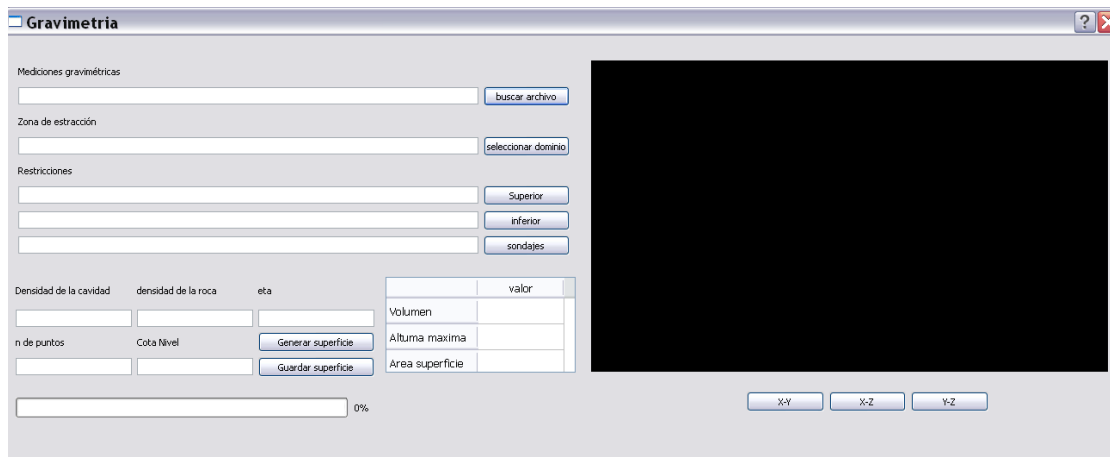 Gravimetria
Mediciones gravimétricas
buscar archivo
Zona de estracción
seleccionar dominio
Restricciones
Superior
inferior
sondajes
Densidad de la cavidad densidad de la roca eta
n de puntos Cota Nivel Generar superficie
Guardar superficie
valor
Volumen
Altuma maxima
Area superficie
0%
X-Y X-Z Y-Z